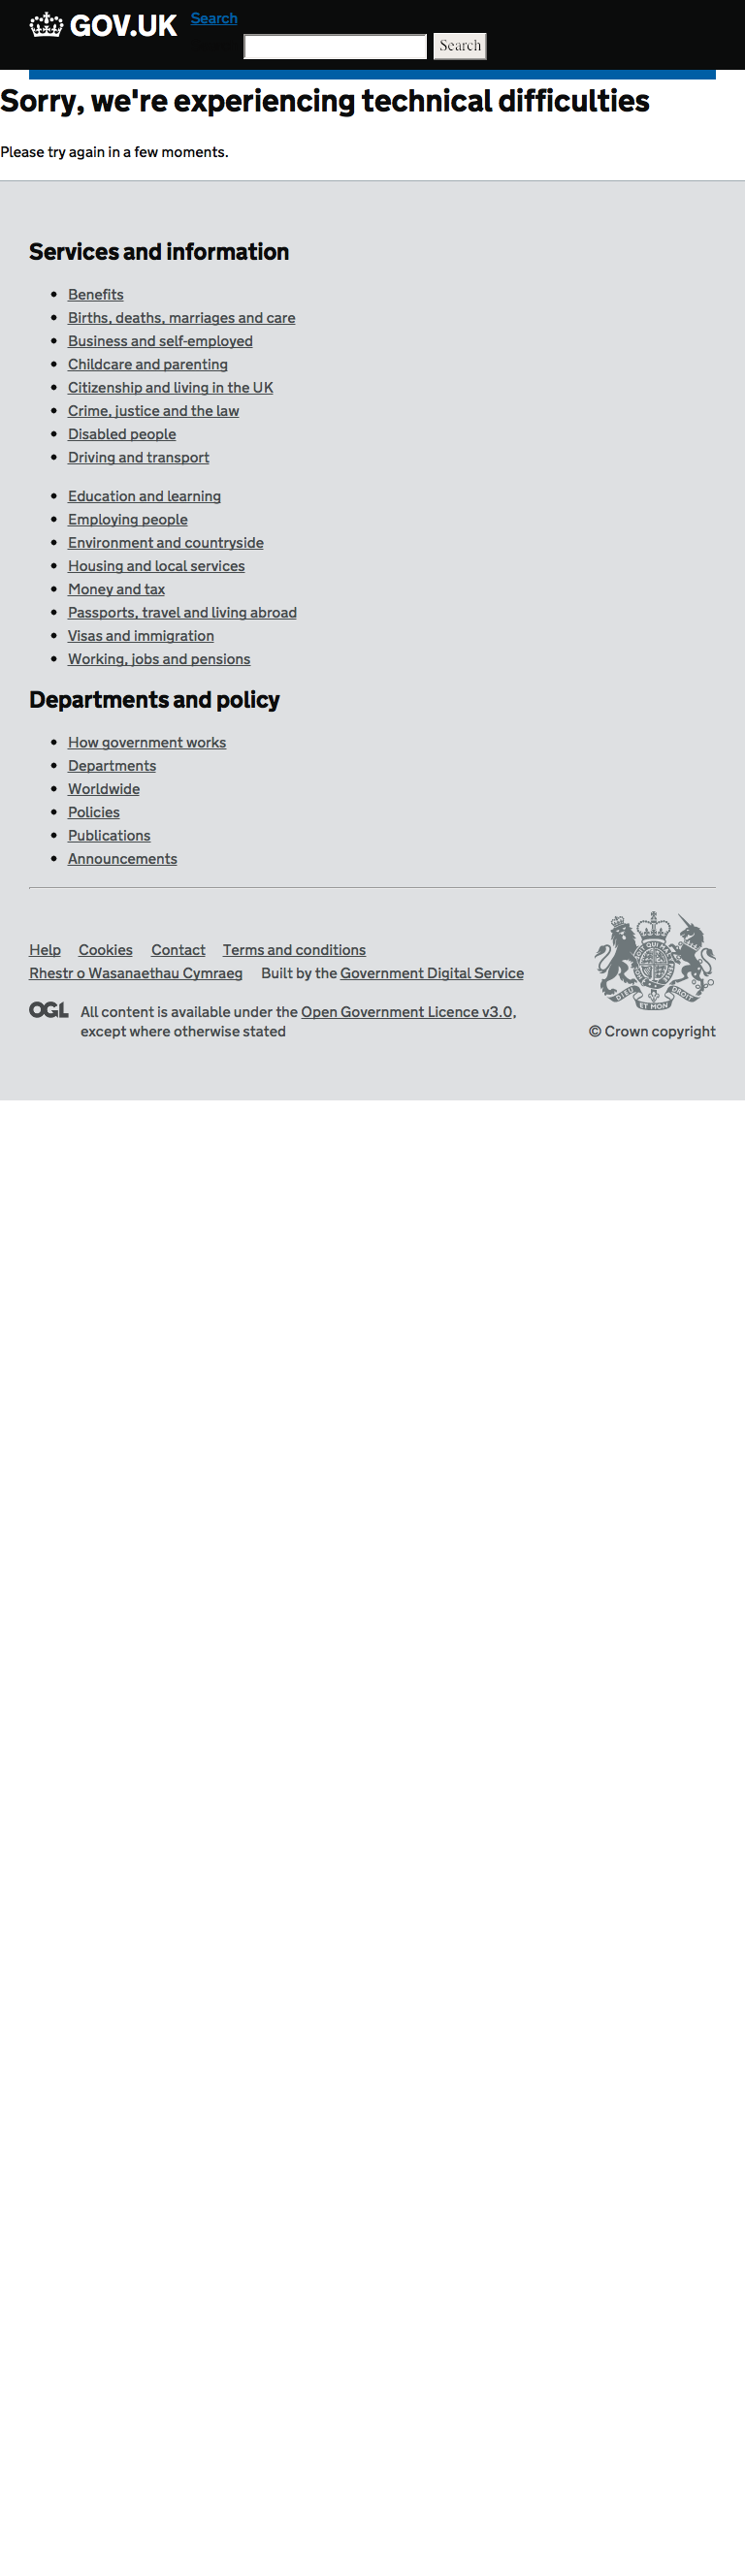 GOV.UK
Search
Search
Sorry, we're experiencing technical difficulties
Please try again in a few moments.
Services and information
Benefits
Births, deaths, marriages and care
Business and self-employed
Childcare and parenting
Citizenship and living in the UK
Crime, justice and the law
Disabled people
Driving and transport
Education and learning
Employing people
Environment and countryside
Housing and local services
Money and tax
Passports, travel and living abroad
Visas and immigration
Working, jobs and pensions
Departments and policy
How government works
Departments
Worldwide
Policies
Publications
Announcements
Help Cookies Contact Terms and conditions
Rhestr o Wasanaethau Cymraeg Built by the Government Digital Service
OGL All content is available under the Open Government Licence v3.0,
except where otherwise stated
DIEU ET MON DROIT
© Crown copyright